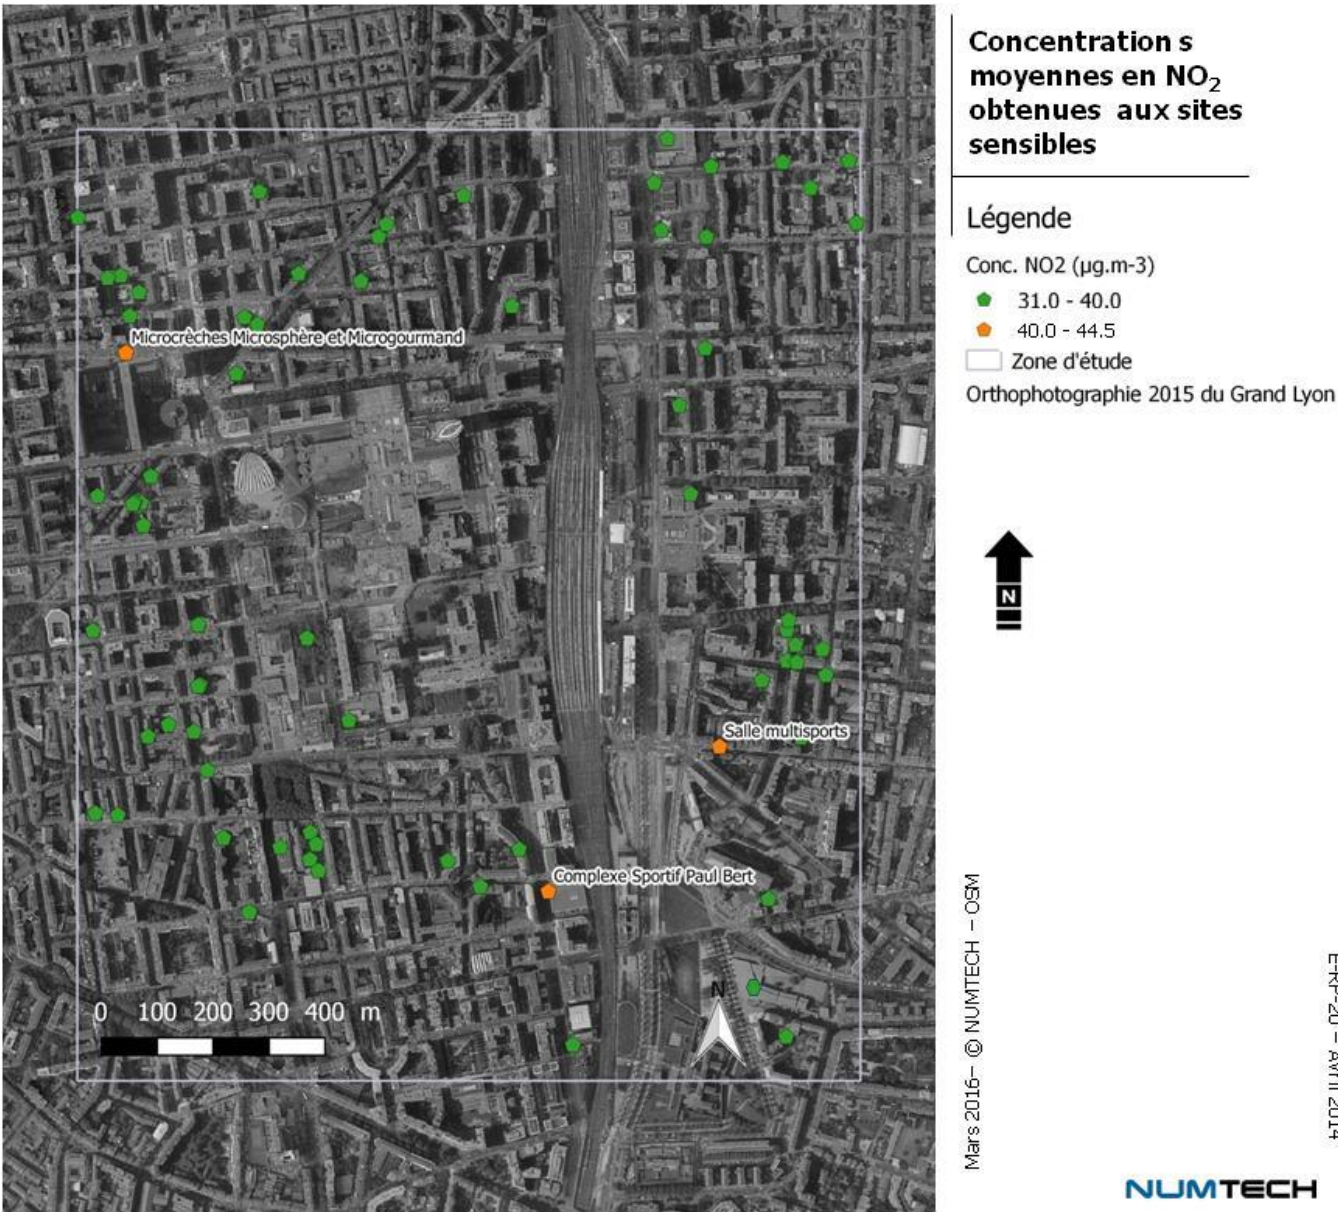 Concentration s
moyennes en NO₂
obtenues aux sites
sensibles
Légende
Conc. NO2 (µg.m-3)
31.0 - 40.0
40.0 - 44.5
Zone d'étude
Orthophotographie 2015 du Grand Lyon
N
Microcrèches Microsphère et Microgourmand
Salle multisports
Complexe Sportif Paul Bert
0 100 200 300 400 m
N
Mars 2016– © NUMTECH - OSM
Avril 2014
NUMTECH